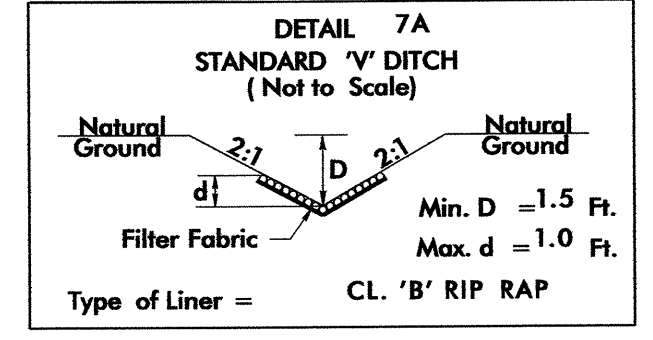 DETAIL 7A
STANDARD 'V' DITCH
( Not to Scale)
Natural
Ground
2:1
D
2:1
Natural
Ground
d
Filter Fabric
Min. D = 1.5 Ft.
Max. d = 1.0 Ft.
Type of Liner = CL. 'B' RIP RAP